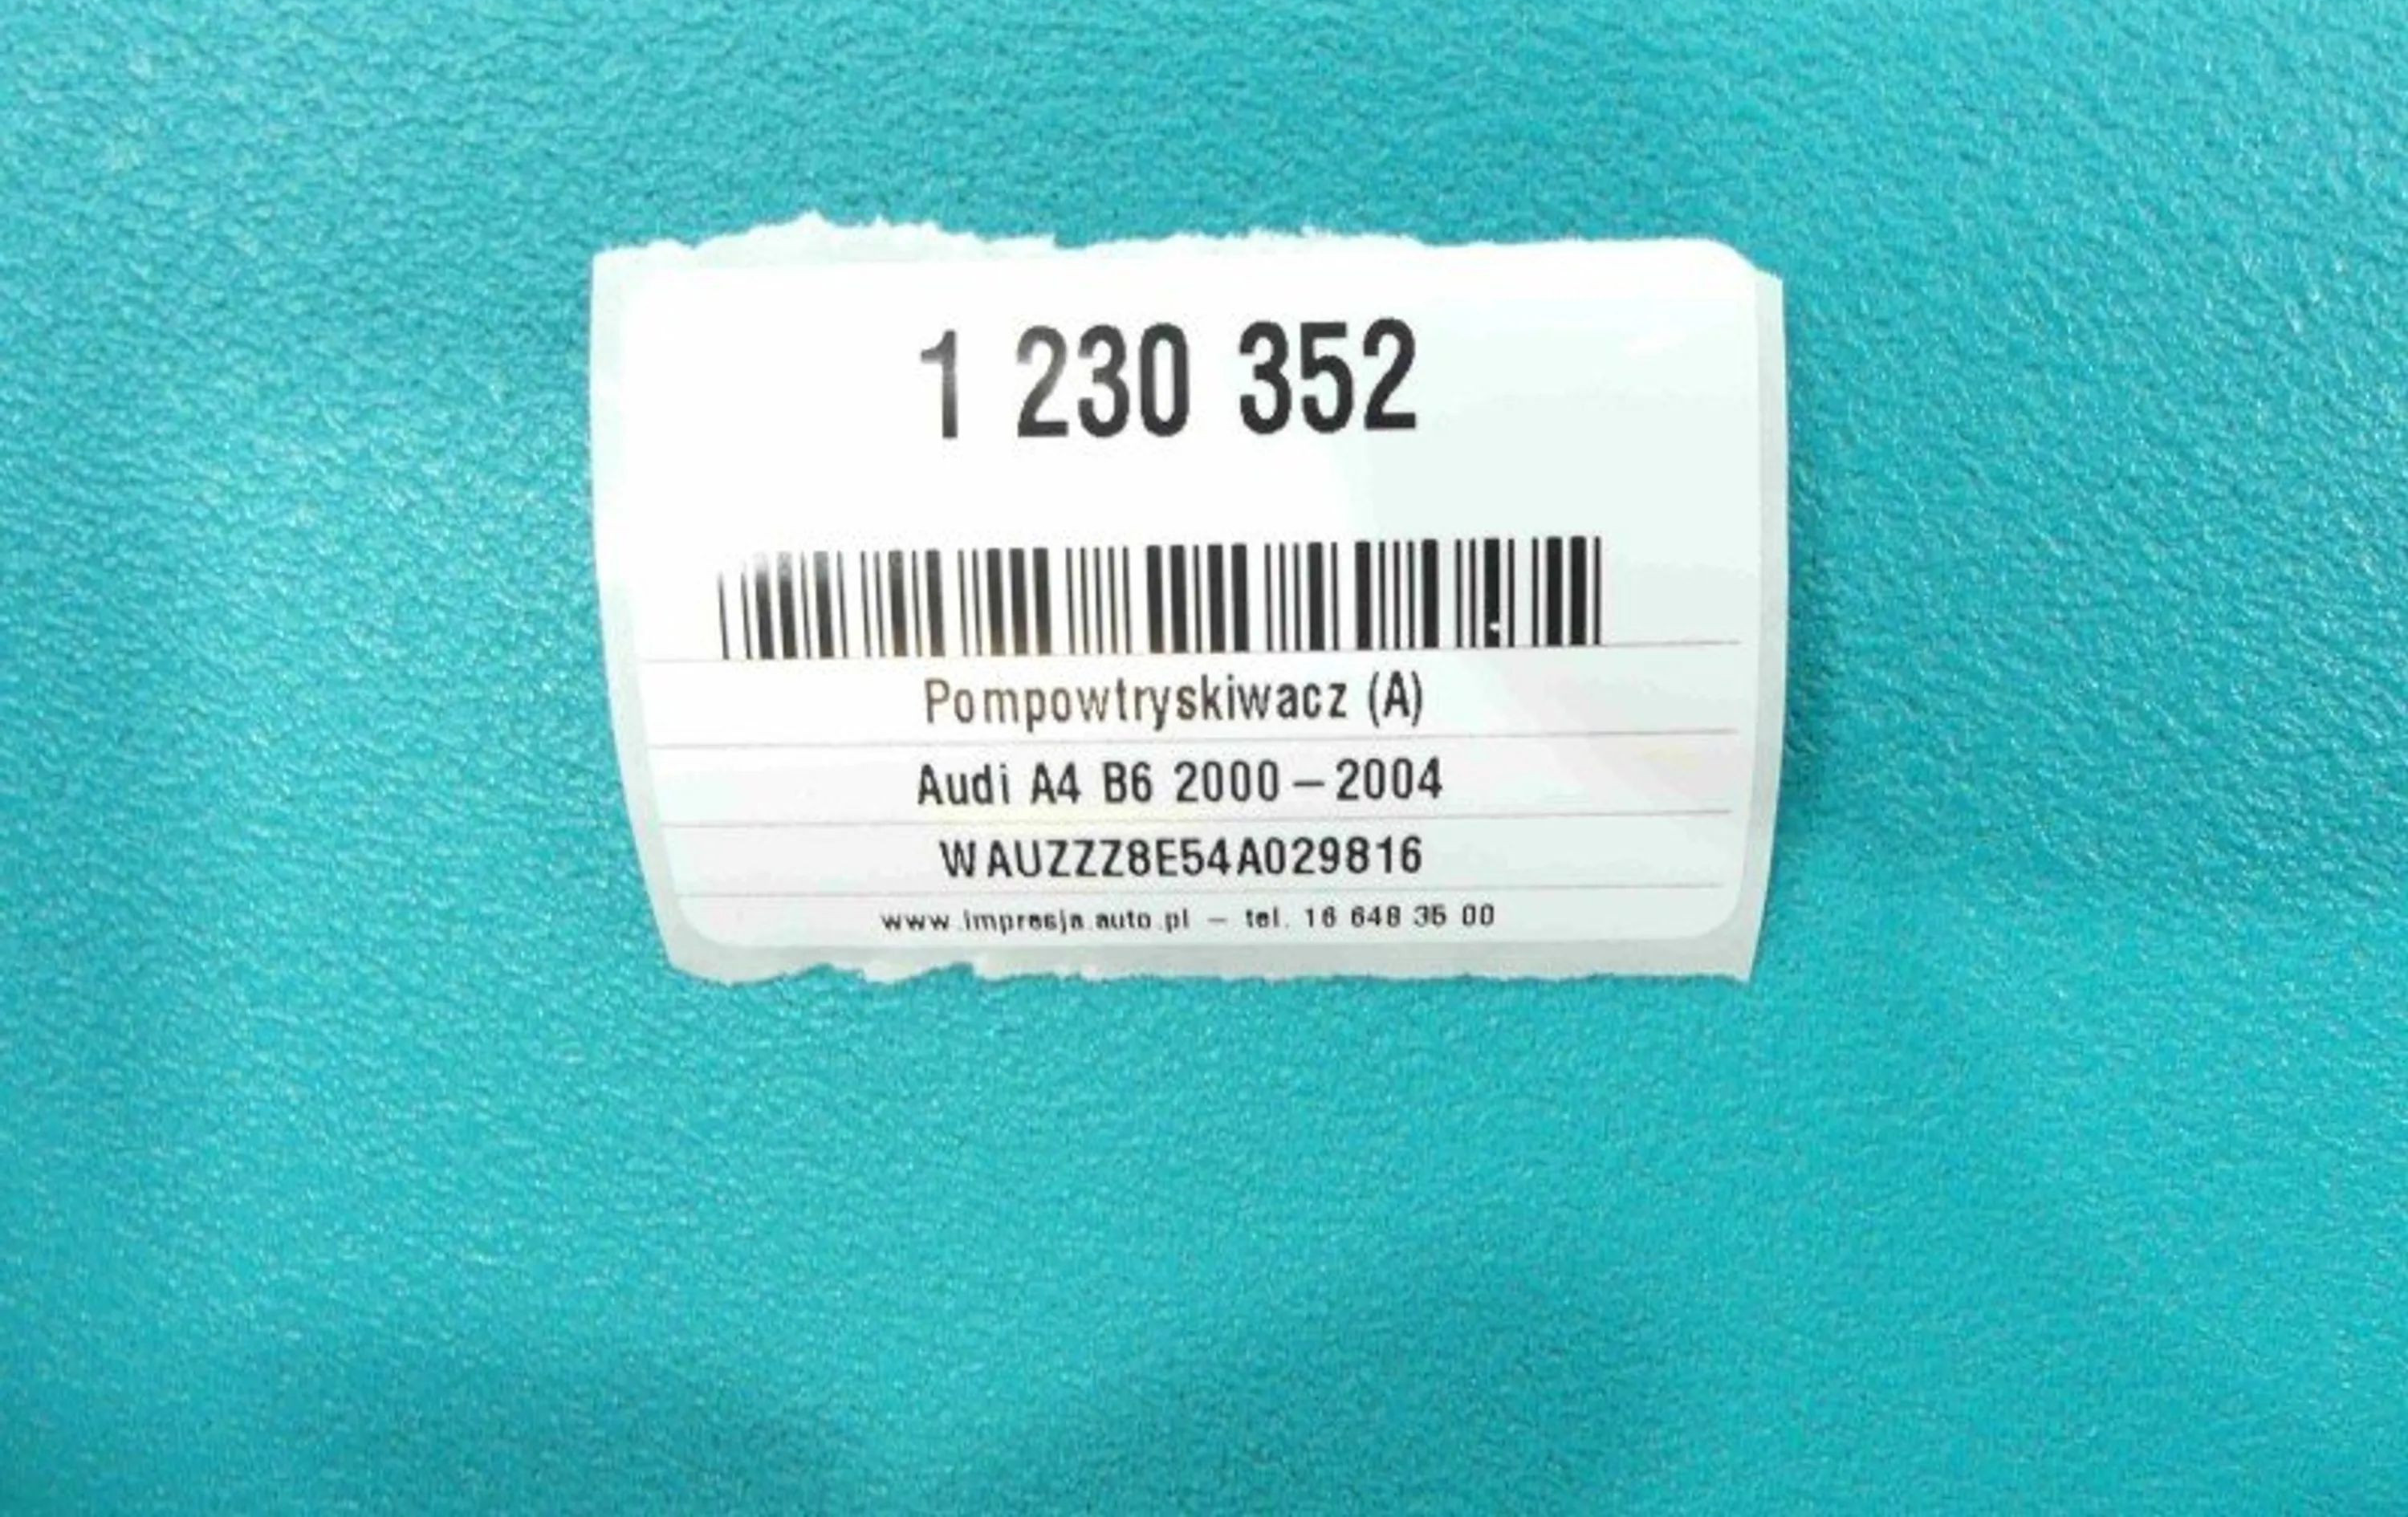 1 230 352
Pompowtryskiwacz (A)
Audi A4 B6 2000 – 2004
WAUZZZ8E54A029816
www.impresja.auto.pl – tel. 16 648 35 00